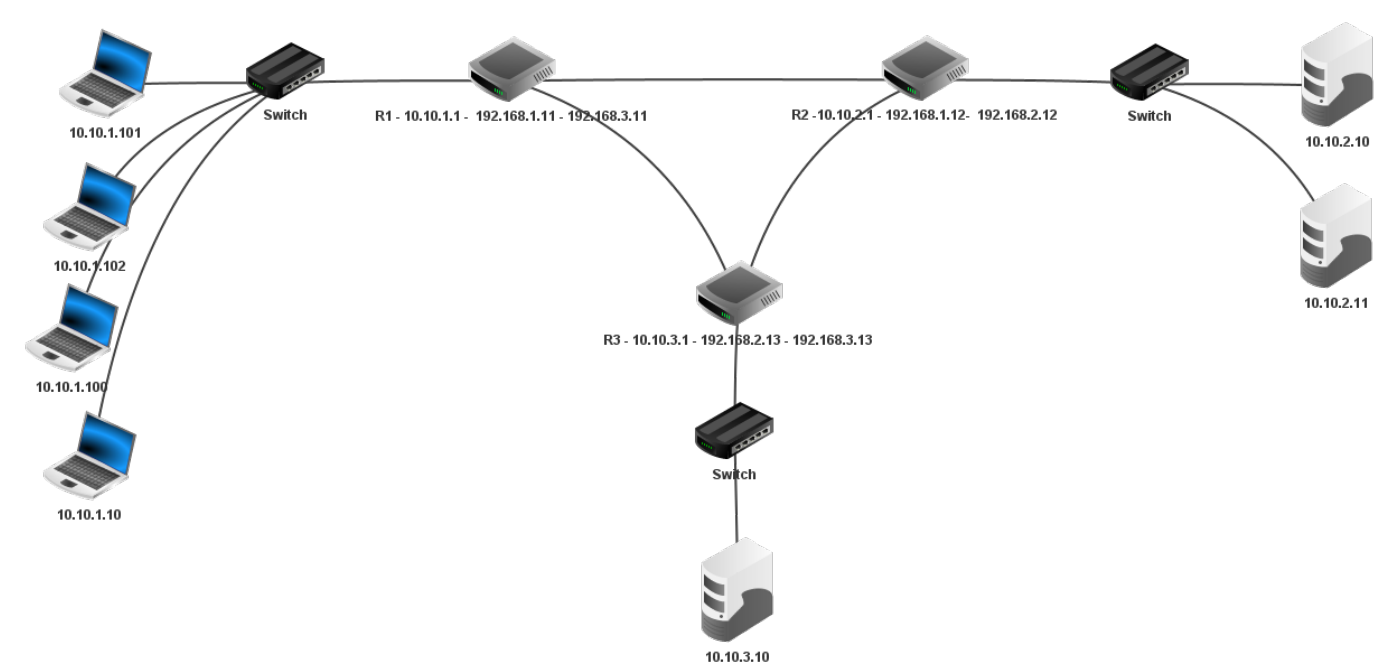 10.10.1.101
Switch
R1 - 10.10.1.1 -  192.168.1.11 - 192.168.3.11
R2 -10.10.2.1 - 192.168.1.12-  192.168.2.12
Switch
10.10.2.10
10.10.1.102
10.10.2.11
R3 - 10.10.3.1 - 192.168.2.13 - 192.168.3.13
10.10.1.100
Switch
10.10.1.10
10.10.3.10